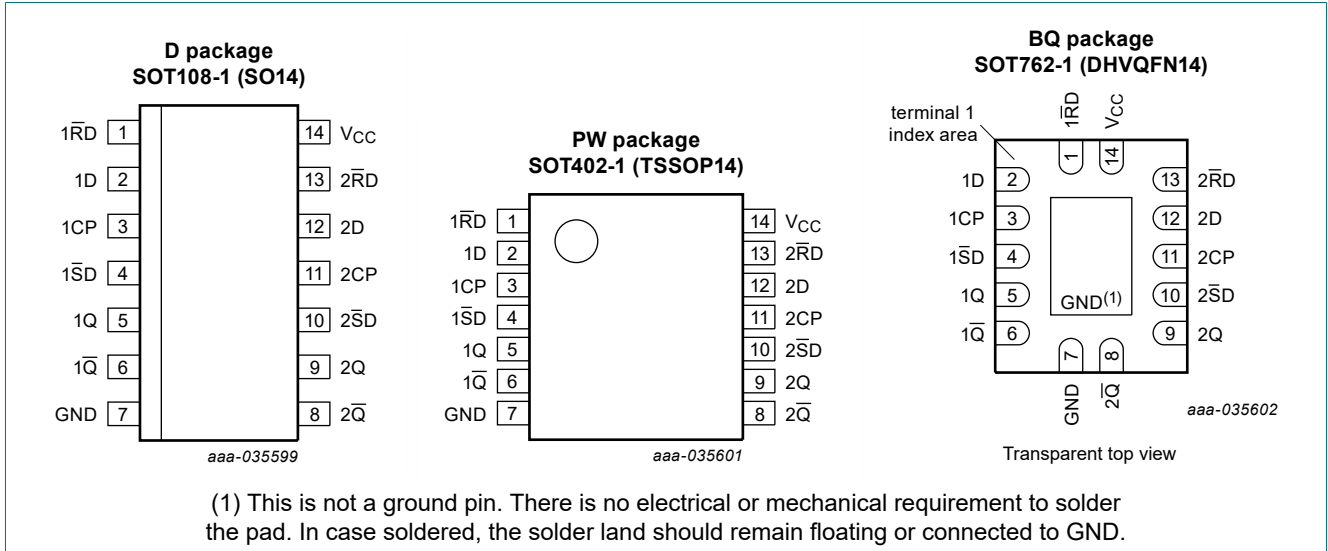 D package
SOT108-1 (SO14)
1R̅D 1
1D 2
1CP 3
1S̅D 4
1Q 5
1Q̅ 6
GND 7
14 VCC
13 2R̅D
12 2D
11 2CP
10 2S̅D
9 2Q
8 2Q̅
aaa-035599
PW package
SOT402-1 (TSSOP14)
1R̅D 1
1D 2
1CP 3
1S̅D 4
1Q 5
1Q̅ 6
GND 7
14 VCC
13 2R̅D
12 2D
11 2CP
10 2S̅D
9 2Q
8 2Q̅
aaa-035601
BQ package
SOT762-1 (DHVQFN14)
terminal 1
index area
1R̅D 1
VCC 14
1D 2
1CP 3
1S̅D 4
1Q 5
1Q̅ 6
13 2R̅D
12 2D
11 2CP
10 2S̅D
9 2Q
GND(1)
7 GND
8 2Q̅
aaa-035602
Transparent top view
(1) This is not a ground pin. There is no electrical or mechanical requirement to solder
the pad. In case soldered, the solder land should remain floating or connected to GND.